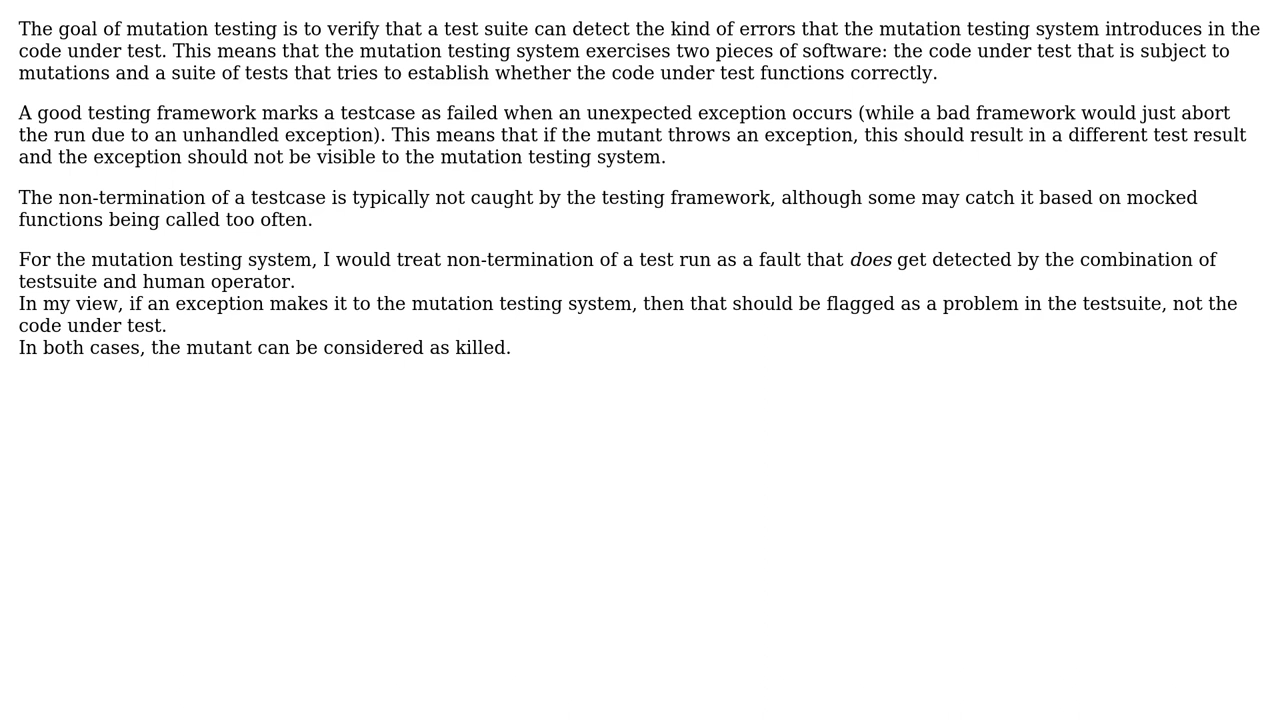 The goal of mutation testing is to verify that a test suite can detect the kind of errors that the mutation testing system introduces in the
code under test. This means that the mutation testing system exercises two pieces of software: the code under test that is subject to
mutations and a suite of tests that tries to establish whether the code under test functions correctly.
A good testing framework marks a testcase as failed when an unexpected exception occurs (while a bad framework would just abort
the run due to an unhandled exception). This means that if the mutant throws an exception, this should result in a different test result
and the exception should not be visible to the mutation testing system.
The non-termination of a testcase is typically not caught by the testing framework, although some may catch it based on mocked
functions being called too often.
For the mutation testing system, I would treat non-termination of a test run as a fault that does get detected by the combination of
testsuite and human operator.
In my view, if an exception makes it to the mutation testing system, then that should be flagged as a problem in the testsuite, not the
code under test.
In both cases, the mutant can be considered as killed.